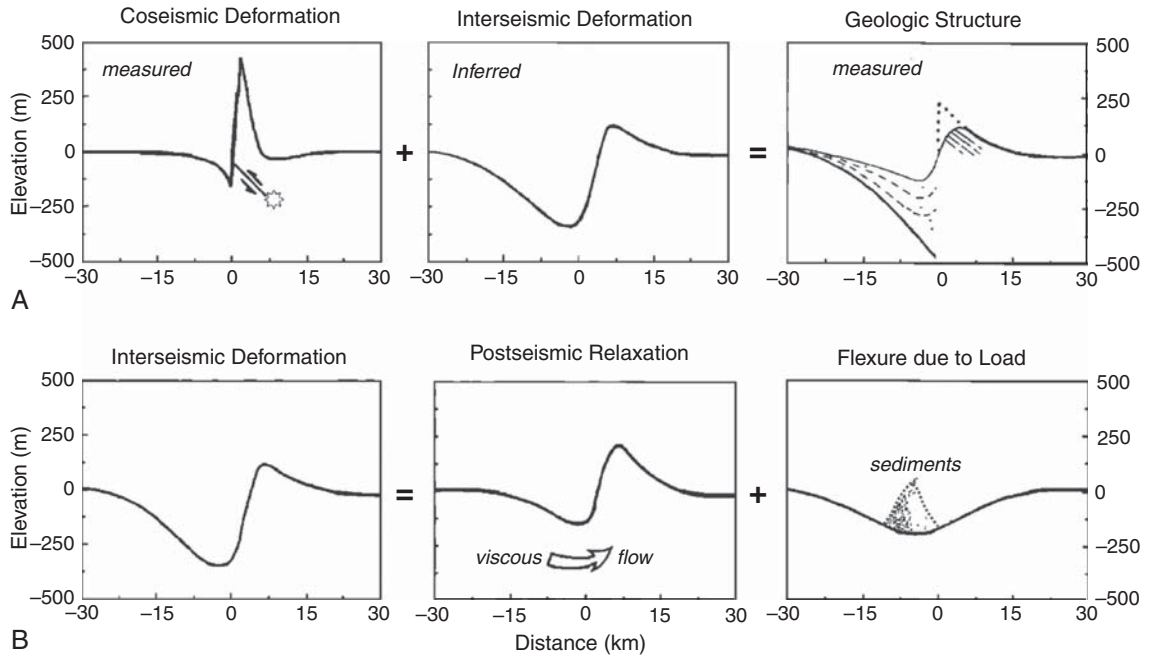 Coseismic Deformation
Interseismic Deformation
Geologic Structure
measured
Inferred
measured
Elevation (m)
500
250
0
–250
–500
+
=
500
250
0
–250
–500
–30 –15 0 15 30
–30 –15 0 15 30
–30 –15 0 15 30
A
Interseismic Deformation
Postseismic Relaxation
Flexure due to Load
Elevation (m)
500
250
0
–250
–500
=
viscous flow
+
sediments
500
250
0
–250
–500
–30 –15 0 15 30
–30 –15 0 15 30
–30 –15 0 15 30
B
Distance (km)